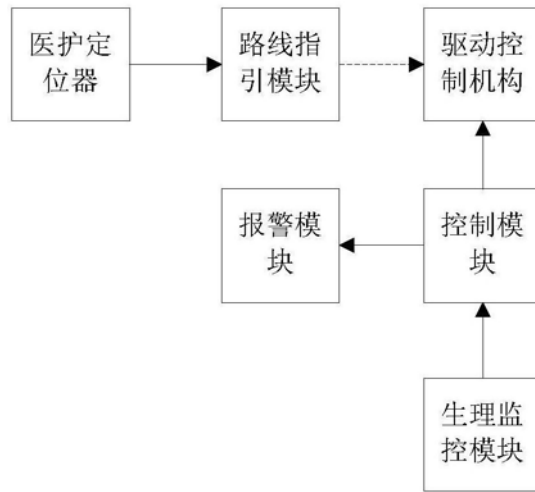 医护定
位器
路线指
引模块
驱动控
制机构
报警模
块
控制模
块
生理监
控模块